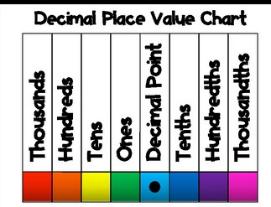 Decimal Place Value Chart
Thousands
Hundreds
Tens
Ones
Decimal Point
Tenths
Hundredths
Thousandths